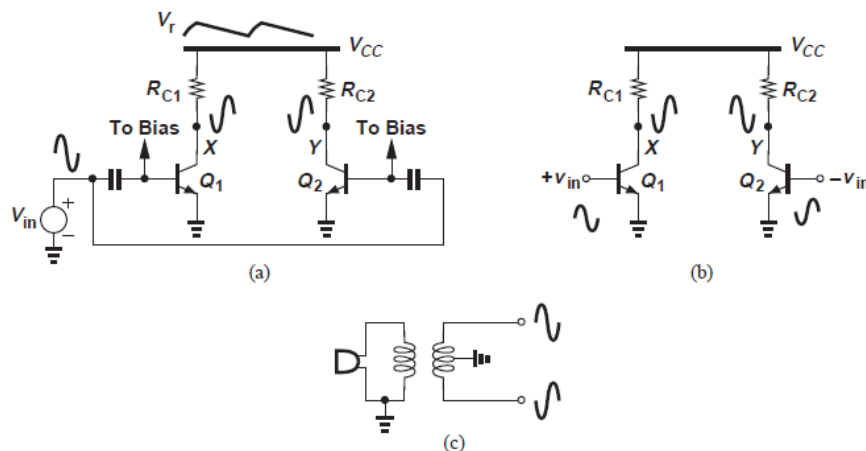 Vr
VCC
RC1
RC2
To Bias
To Bias
X
Y
Q1
Q2
Vin
+
−
(a)
VCC
RC1
RC2
X
Y
+vin
Q1
Q2
−vin
(b)
(c)